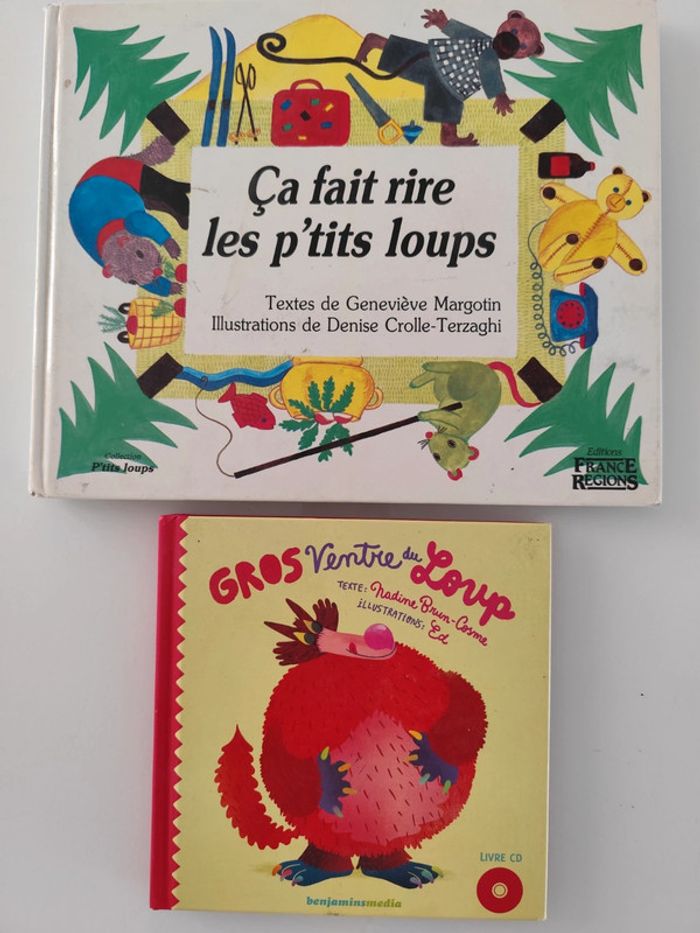 Ça fait rire
les p'tits loups
Textes de Geneviève Margotin
Illustrations de Denise Crolle-Terzaghi
Collection
P'tits loups
Editions
FRANCE
REGIONS
GROS Ventre du Loup
TEXTE: Nadine Brun-Cosme
ILLUSTRATIONS: Ed
LIVRE CD
benjaminsmedia